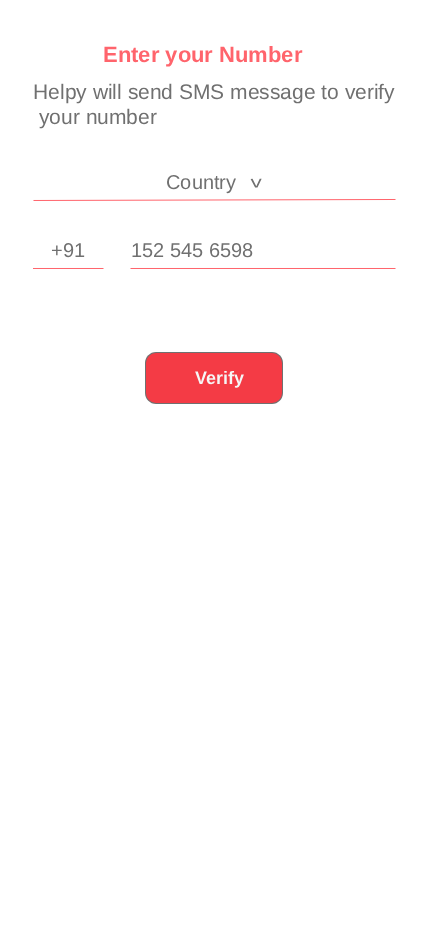 Enter your Number
Helpy will send SMS message to verify
your number
Country
+91 152 545 6598
Verify